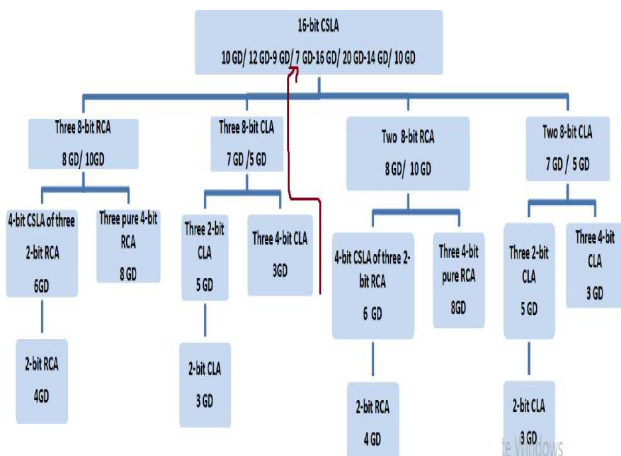 16-bit CSLA
10 GD/ 12 GD-9 GD/ 7 GD-16 GD/ 20 GD-14 GD/ 10 GD
Three 8-bit RCA
8 GD/ 10GD
Three 8-bit CLA
7 GD /5 GD
Two 8-bit RCA
8 GD/ 10 GD
Two 8-bit CLA
7 GD / 5 GD
4-bit CSLA of three
2-bit RCA
6GD
Three pure 4-bit
RCA
8 GD
Three 2-bit
CLA
5 GD
Three 4-bit CLA
3GD
4-bit CSLA of three 2-
bit RCA
6 GD
Three 4-bit
pure RCA
8GD
Three 2-bit
CLA
5 GD
Three 4-bit
CLA
3 GD
2-bit RCA
4GD
2-bit CLA
3 GD
2-bit RCA
4 GD
2-bit CLA
3 GD
te Windows